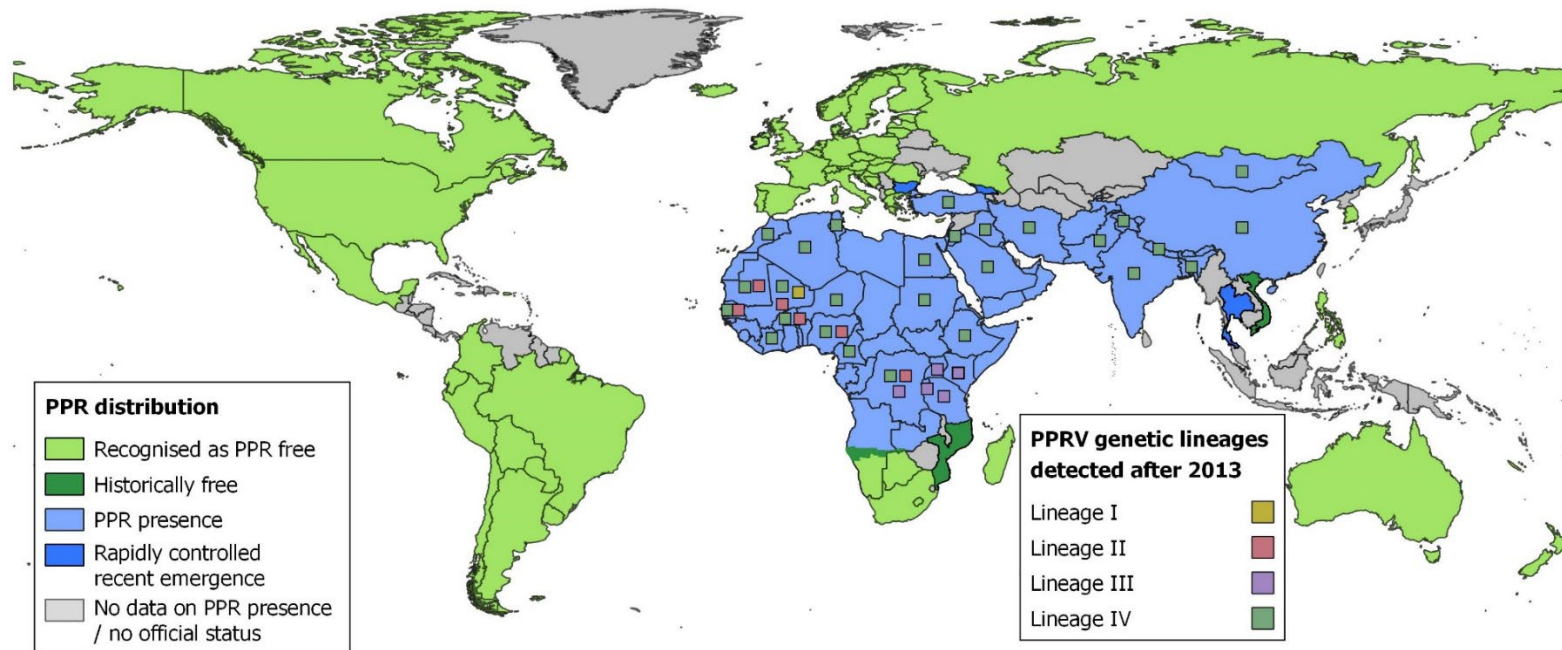 PPR distribution
Recognised as PPR free
Historically free
PPR presence
Rapidly controlled
recent emergence
No data on PPR presence
/ no official status
PPRV genetic lineages
detected after 2013
Lineage I
Lineage II
Lineage III
Lineage IV